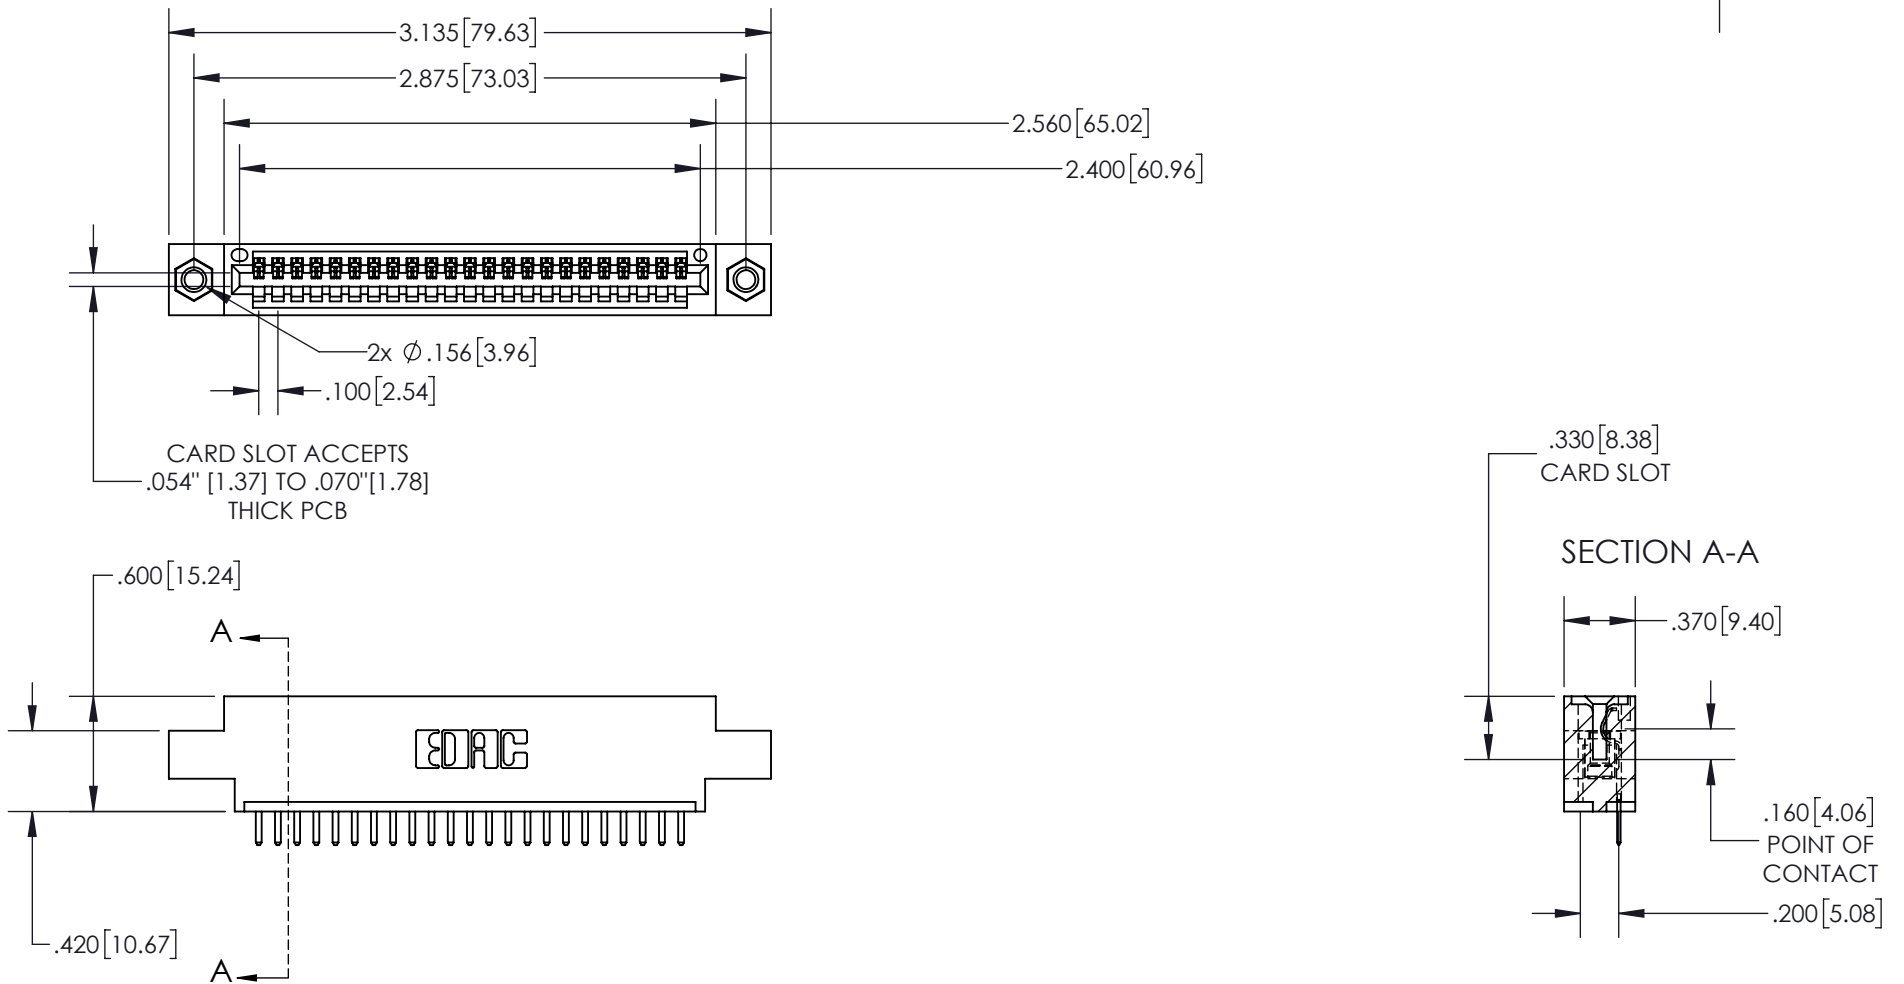 3.135[79.63]
2.875[73.03]
2.560[65.02]
2.400[60.96]
2x ∅.156[3.96]
.100[2.54]
CARD SLOT ACCEPTS
.054" [1.37] TO .070"[1.78]
THICK PCB
.330[8.38]
CARD SLOT
SECTION A-A
.600[15.24]
.370[9.40]
A
EDAC
.160[4.06]
POINT OF
CONTACT
.200[5.08]
.420[10.67]
A